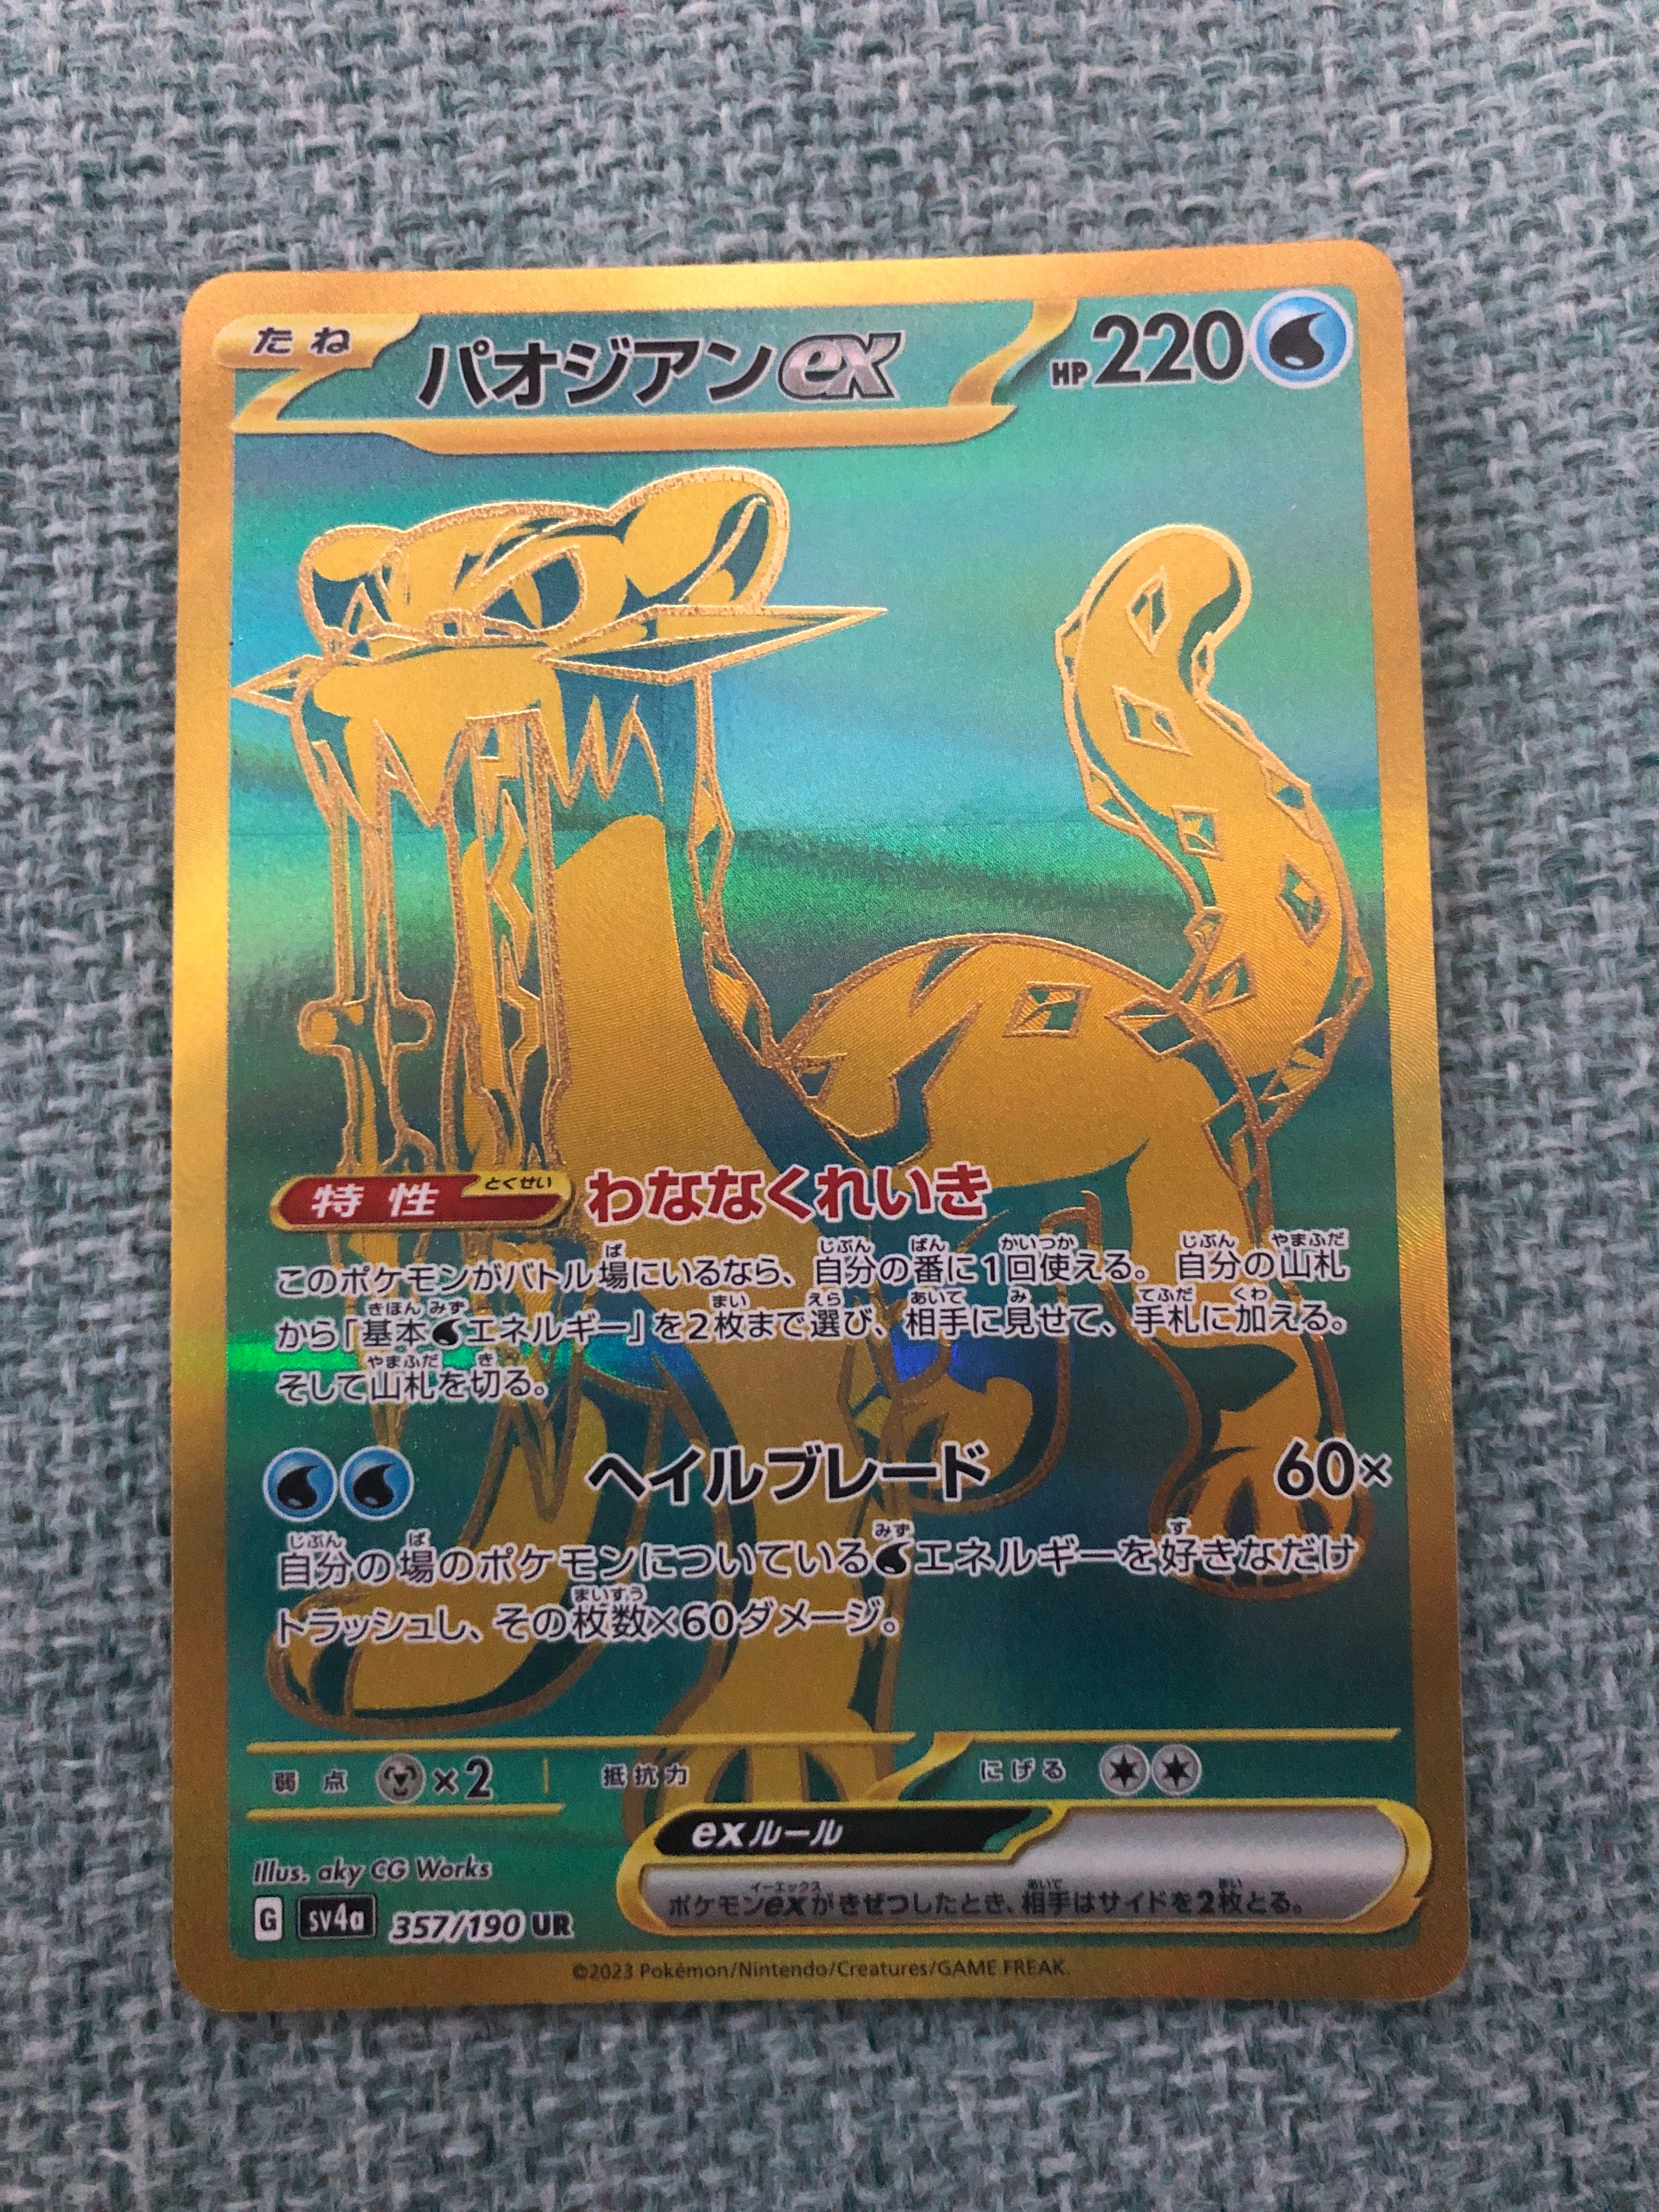 たね パオジアンex HP220
特性 とくせい わななくれいき
このポケモンがバトル場にいるなら、自分の番に1回使える。自分の山札
から「基本エネルギー」を2枚まで選び、相手に見せて、手札に加える。
そして山札を切る。
ヘイルブレード 60×
自分の場のポケモンについているエネルギーを好きなだけ
トラッシュし、その枚数×60ダメージ。
弱点 ×2 抵抗力 にげる
exルール
ポケモンexがきぜつしたとき、相手はサイドを2枚とる。
Illus. aky CG Works
G sv4a 357/190 UR
©2023 Pokémon/Nintendo/Creatures/GAME FREAK.